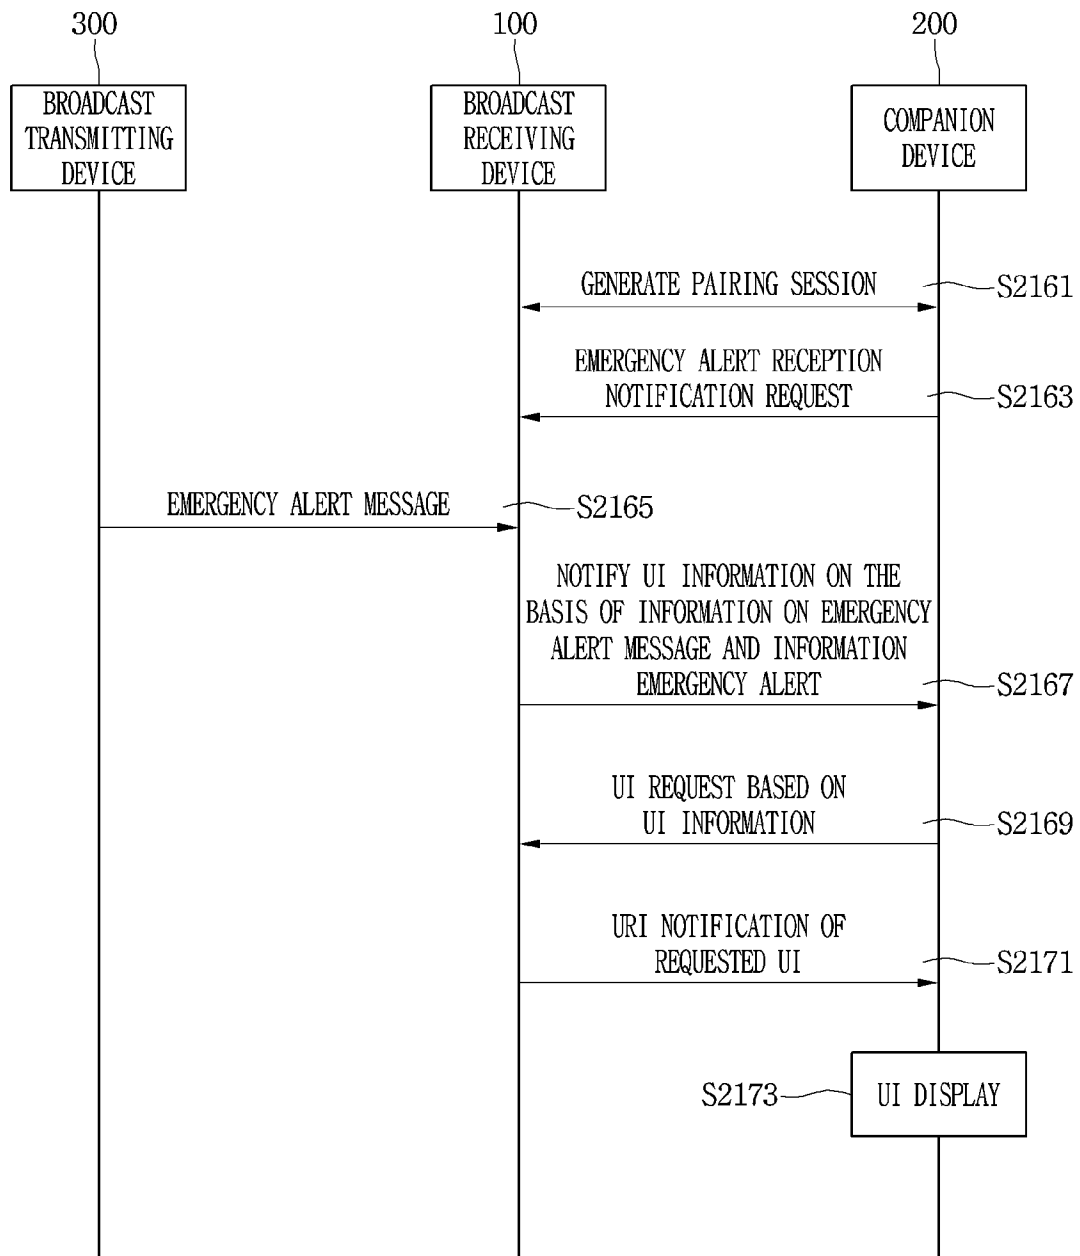 300
100
200
BROADCAST
TRANSMITTING
DEVICE
BROADCAST
RECEIVING
DEVICE
COMPANION
DEVICE
GENERATE PAIRING SESSION
S2161
EMERGENCY ALERT RECEPTION
NOTIFICATION REQUEST
S2163
EMERGENCY ALERT MESSAGE
S2165
NOTIFY UI INFORMATION ON THE
BASIS OF INFORMATION ON EMERGENCY
ALERT MESSAGE AND INFORMATION
EMERGENCY ALERT
S2167
UI REQUEST BASED ON
UI INFORMATION
S2169
URI NOTIFICATION OF
REQUESTED UI
S2171
S2173
UI DISPLAY